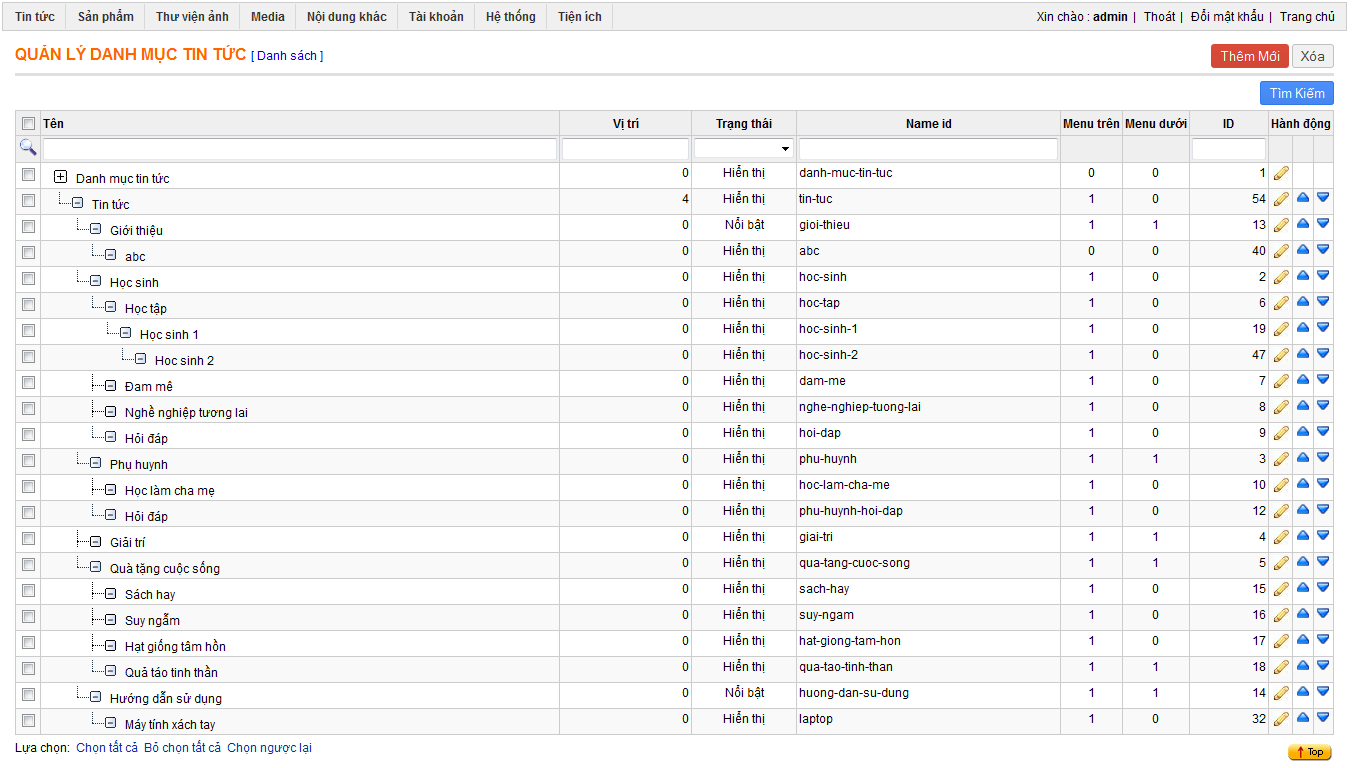 Tin tức Sản phẩm Thư viện ảnh Media Nội dung khác Tài khoản Hệ thống Tiện ích Xin chào : admin | Thoát | Đổi mật khẩu | Trang chủ
QUẢN LÝ DANH MỤC TIN TỨC [ Danh sách ] Thêm Mới Xóa
Tìm Kiếm
Tên Vị trí Trạng thái Name id Menu trên Menu dưới ID Hành động
Danh mục tin tức 0 Hiển thị danh-muc-tin-tuc 0 0 1
Tin tức 4 Hiển thị tin-tuc 1 0 54
Giới thiệu 0 Nổi bật gioi-thieu 1 1 13
abc 0 Hiển thị abc 0 0 40
Học sinh 0 Hiển thị hoc-sinh 1 0 2
Học tập 0 Hiển thị hoc-tap 1 0 6
Học sinh 1 0 Hiển thị hoc-sinh-1 1 0 19
Hoc sinh 2 0 Hiển thị hoc-sinh-2 1 0 47
Đam mê 0 Hiển thị dam-me 1 0 7
Nghề nghiệp tương lai 0 Hiển thị nghe-nghiep-tuong-lai 1 0 8
Hỏi đáp 0 Hiển thị hoi-dap 1 0 9
Phụ huynh 0 Hiển thị phu-huynh 1 1 3
Học làm cha mẹ 0 Hiển thị hoc-lam-cha-me 1 0 10
Hỏi đáp 0 Hiển thị phu-huynh-hoi-dap 1 0 12
Giải trí 0 Hiển thị giai-tri 1 1 4
Quà tặng cuộc sống 0 Hiển thị qua-tang-cuoc-song 1 1 5
Sách hay 0 Hiển thị sach-hay 1 0 15
Suy ngẫm 0 Hiển thị suy-ngam 1 0 16
Hạt giống tâm hồn 0 Hiển thị hat-giong-tam-hon 1 0 17
Quả táo tinh thần 0 Hiển thị qua-tao-tinh-than 1 1 18
Hướng dẫn sử dụng 0 Nổi bật huong-dan-su-dung 1 1 14
Máy tính xách tay 0 Hiển thị laptop 1 0 32
Lựa chọn: Chọn tất cả Bỏ chọn tất cả Chọn ngược lại Top